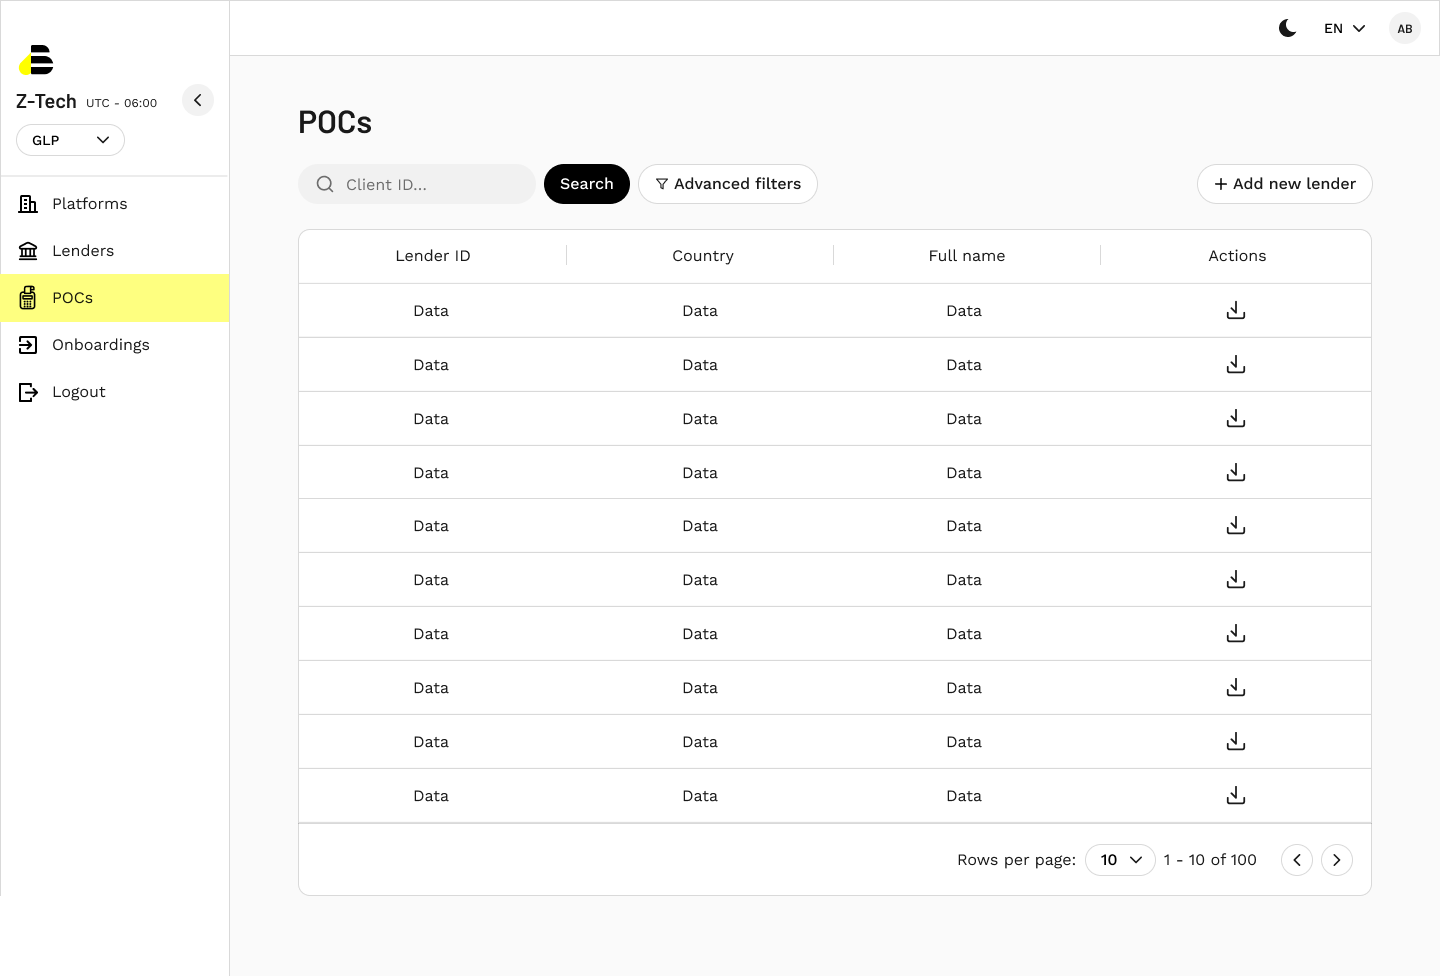 EN
AB
Z-Tech UTC - 06:00
GLP
Platforms
Lenders
POCs
Onboardings
Logout
POCs
Client ID...
Search
Advanced filters
Add new lender
Lender ID Country Full name Actions
Data Data Data
Data Data Data
Data Data Data
Data Data Data
Data Data Data
Data Data Data
Data Data Data
Data Data Data
Data Data Data
Data Data Data
Rows per page: 10 1 - 10 of 100